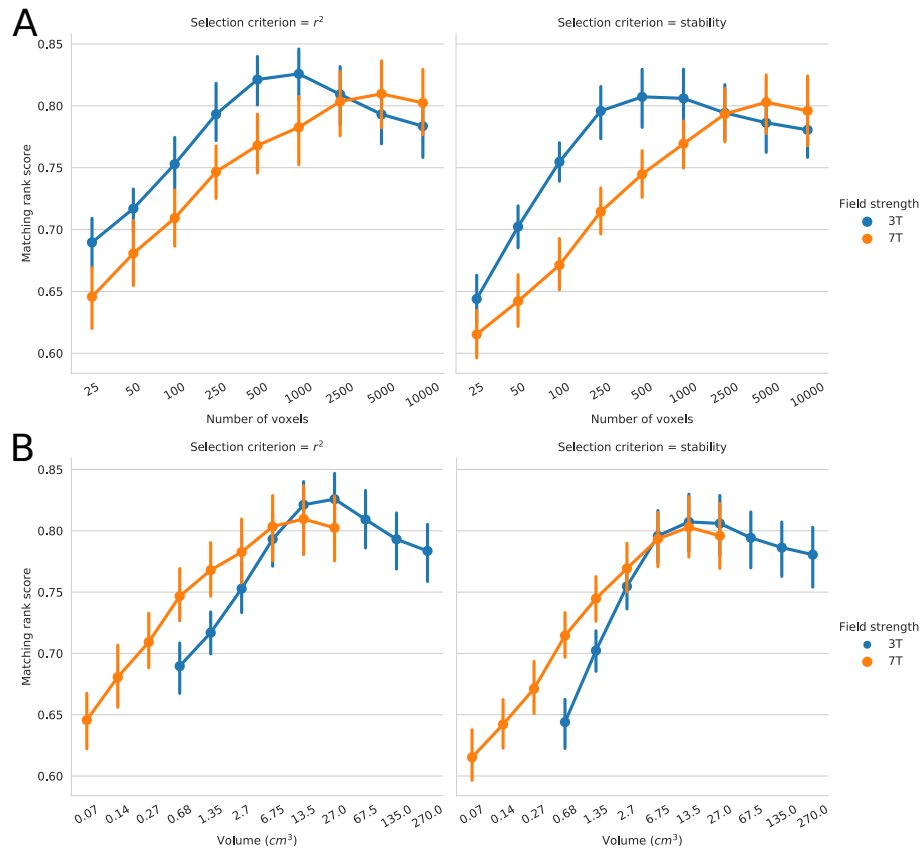 A
Selection criterion = r²
Selection criterion = stability
0.85
0.80
0.75
0.70
0.65
0.60
Matching rank score
25 50 100 250 500 1000 2500 5000 10000
Number of voxels
25 50 100 250 500 1000 2500 5000 10000
Number of voxels
Field strength
3T
7T
B
Selection criterion = r²
Selection criterion = stability
0.85
0.80
0.75
0.70
0.65
0.60
Matching rank score
0.07 0.14 0.27 0.68 1.35 2.7 6.75 13.5 27.0 67.5 135.0 270.0
Volume (cm³)
0.07 0.14 0.27 0.68 1.35 2.7 6.75 13.5 27.0 67.5 135.0 270.0
Volume (cm³)
Field strength
3T
7T